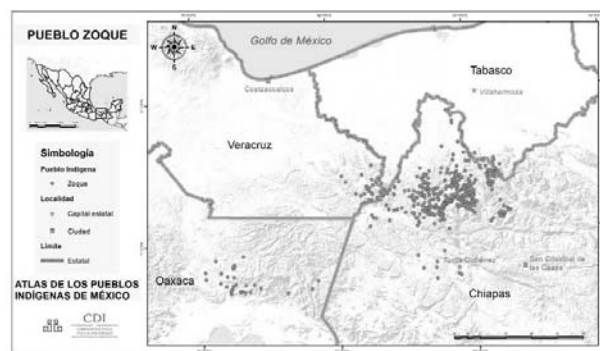 PUEBLO ZOQUE
Simbología
Pueblo Indígena
Zoque
Localidad
Capital estatal
Ciudad
Límite
Estatal
ATLAS DE LOS PUEBLOS
INDÍGENAS DE MÉXICO
CDI
N
W E
S
Golfo de México
Coatzacoalcos
Tabasco
Villahermosa
Veracruz
Oaxaca
Tuxtla Gutiérrez
San Cristóbal de
las Casas
Chiapas